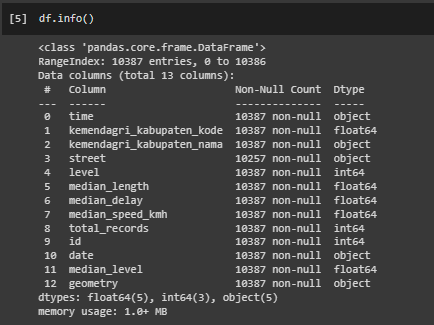 [5] df.info()
<class 'pandas.core.frame.DataFrame'>
RangeIndex: 10387 entries, 0 to 10386
Data columns (total 13 columns):
 #   Column                    Non-Null Count  Dtype
---  ------                    --------------  -----
 0   time                      10387 non-null  object
 1   kemendagri_kabupaten_kode 10387 non-null  float64
 2   kemendagri_kabupaten_nama 10387 non-null  object
 3   street                    10257 non-null  object
 4   level                     10387 non-null  int64
 5   median_length             10387 non-null  float64
 6   median_delay              10387 non-null  float64
 7   median_speed_kmh          10387 non-null  float64
 8   total_records             10387 non-null  int64
 9   id                        10387 non-null  int64
 10  date                      10387 non-null  object
 11  median_level              10387 non-null  float64
 12  geometry                  10387 non-null  object
dtypes: float64(5), int64(3), object(5)
memory usage: 1.0+ MB